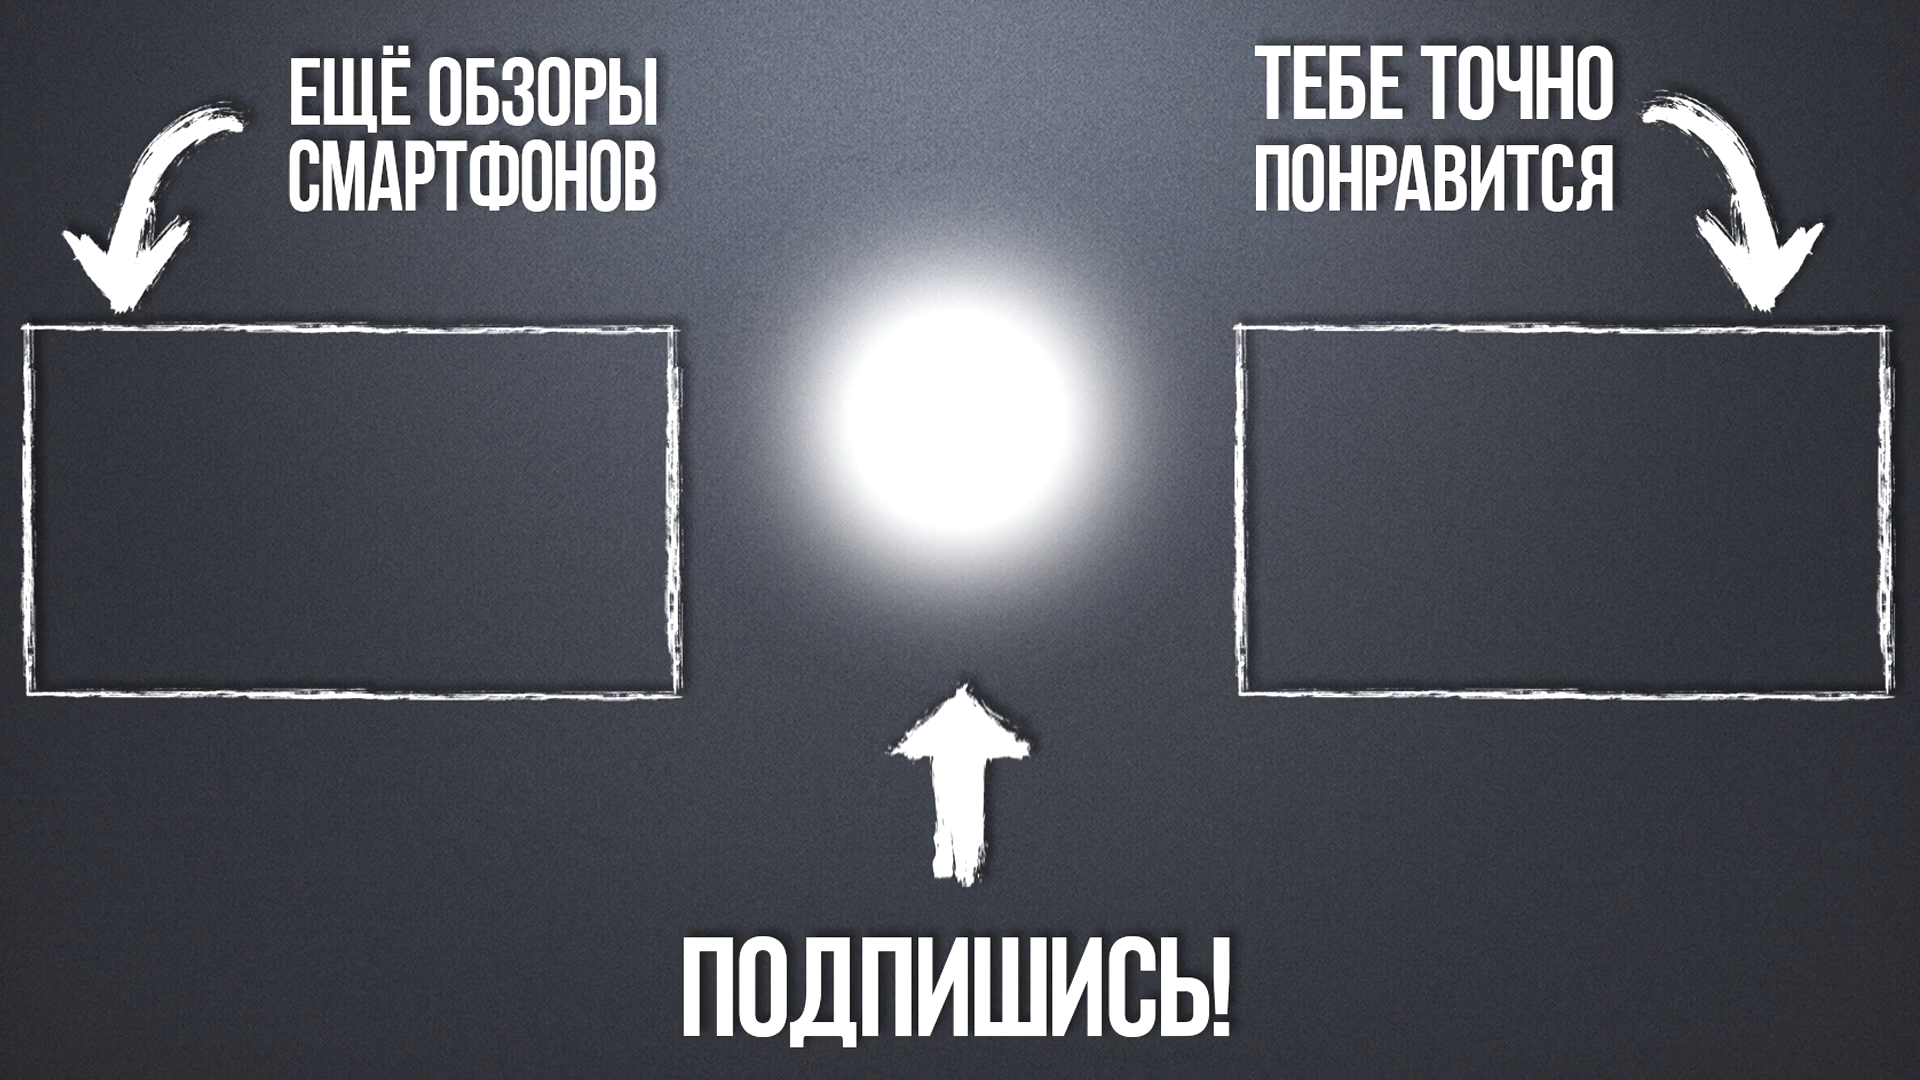 ЕЩЁ ОБЗОРЫ
СМАРТФОНОВ
ТЕБЕ ТОЧНО
ПОНРАВИТСЯ
ПОДПИШИСЬ!